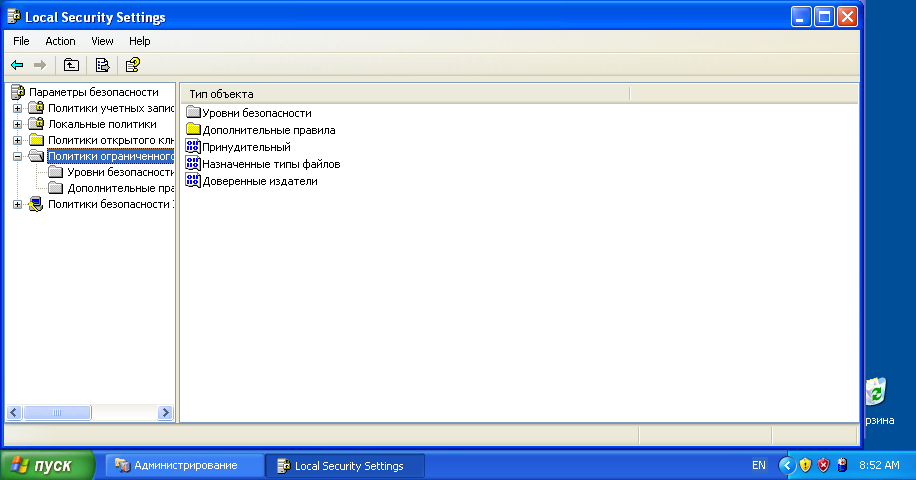 Local Security Settings
File Action View Help
Параметры безопасности
Политики учетных запис
Локальные политики
Политики открытого клн
Политики ограниченного
Уровни безопасности
Дополнительные пра
Политики безопасности
Тип объекта
Уровни безопасности
Дополнительные правила
Принудительный
Назначенные типы файлов
Доверенные издатели
рзина
пуск
Администрирование
Local Security Settings
EN
8:52 AM